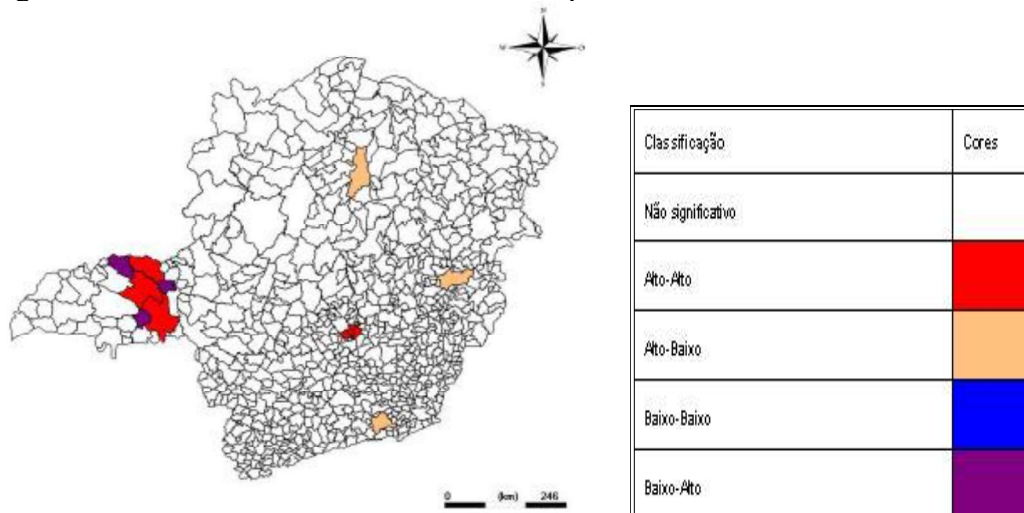 N
W
O
S
0 (km) 246
Classificação Cores
Não significativo
Alto-Alto
Alto-Baixo
Baixo-Baixo
Baixo-Alto